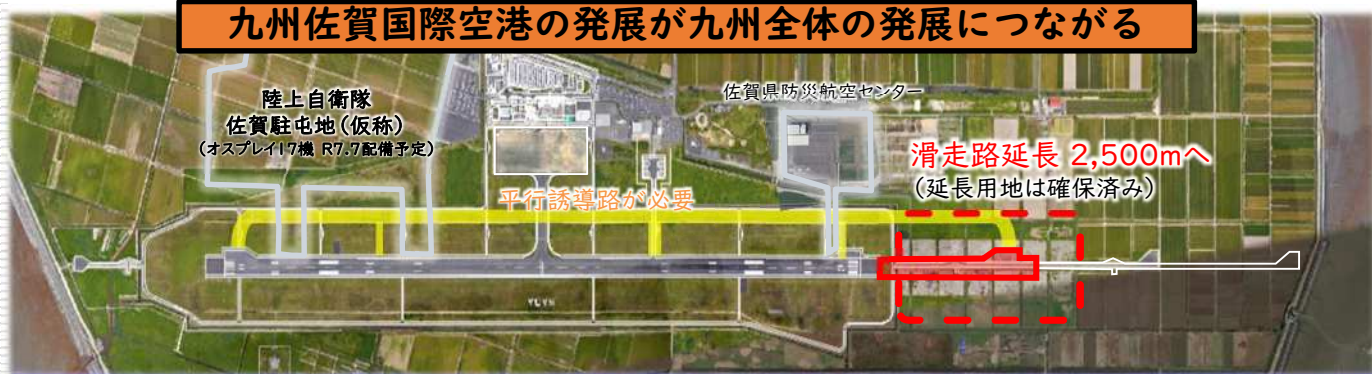 九州佐賀国際空港の発展が九州全体の発展につながる
陸上自衛隊
佐賀駐屯地(仮称)
(オスプレイ17機 R7.7配備予定)
佐賀県防災航空センター
滑走路延長 2,500mへ
(延長用地は確保済み)
平行誘導路が必要